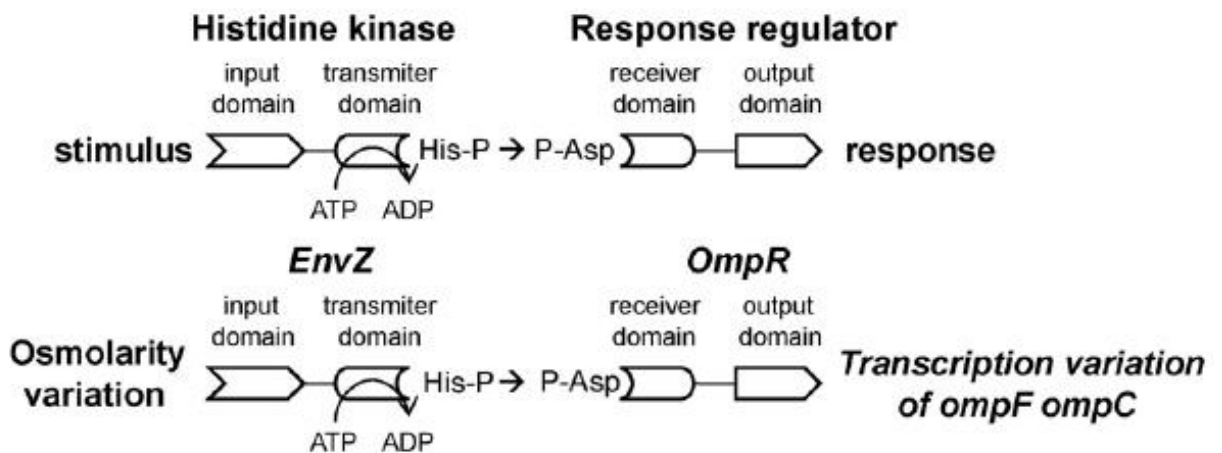 Histidine kinase Response regulator
input transmiter receiver output
domain domain domain domain
stimulus His-P → P-Asp response
ATP ADP
EnvZ OmpR
input transmiter receiver output
domain domain domain domain
Osmolarity variation His-P → P-Asp Transcription variation of ompF ompC
ATP ADP